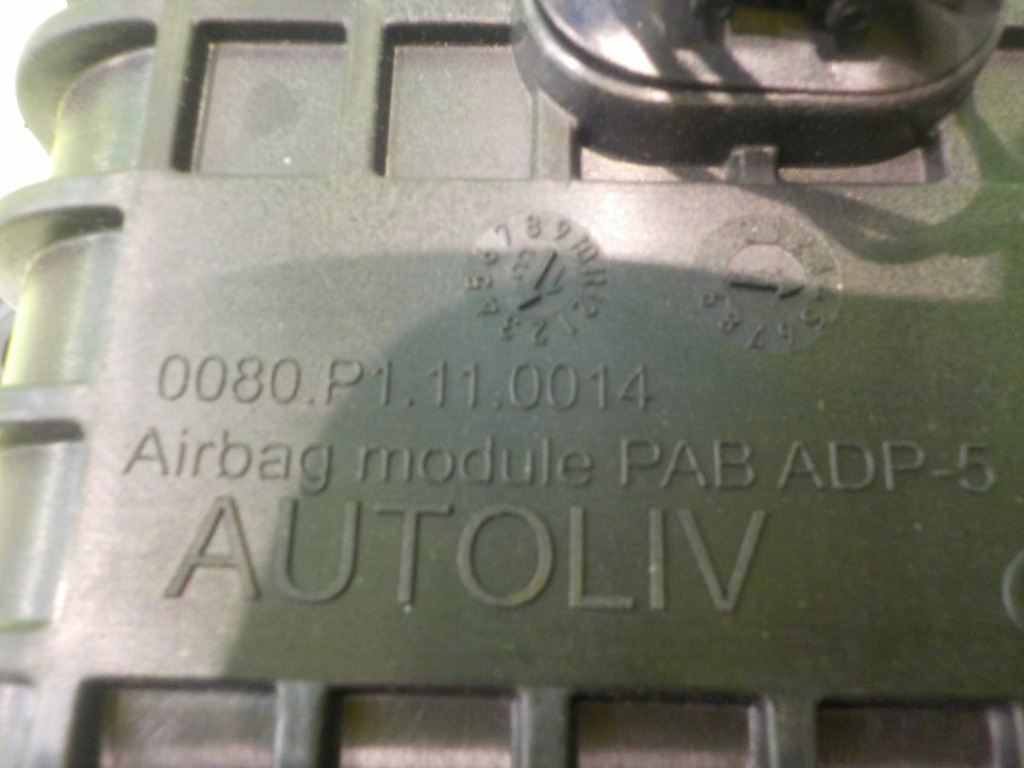 0080.P1.11.0014
Airbag module PAB ADP-5
AUTOLIV